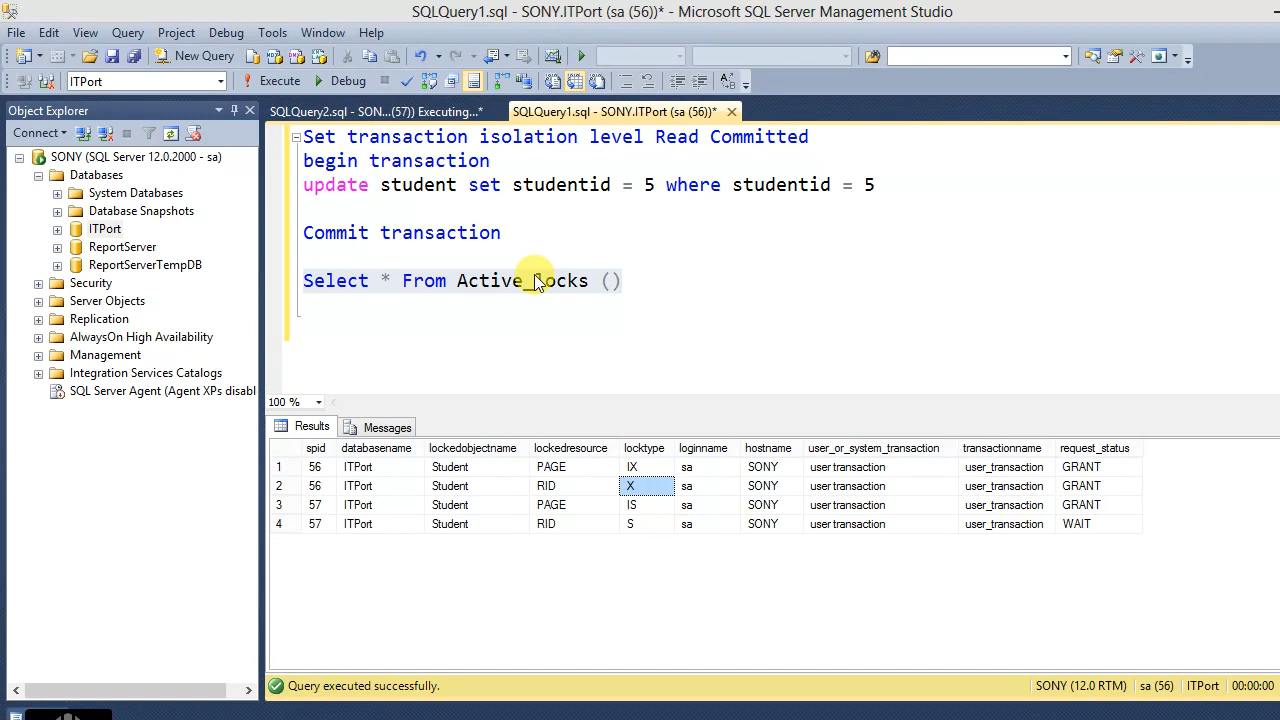 SQLQuery1.sql - SONY.ITPort (sa (56))* - Microsoft SQL Server Management Studio
File Edit View Query Project Debug Tools Window Help
New Query
ITPort Execute Debug
Object Explorer
Connect
SONY (SQL Server 12.0.2000 - sa)
Databases
System Databases
Database Snapshots
ITPort
ReportServer
ReportServerTempDB
Security
Server Objects
Replication
AlwaysOn High Availability
Management
Integration Services Catalogs
SQL Server Agent (Agent XPs disabl
SQLQuery2.sql - SON...(57)) Executing...* SQLQuery1.sql - SONY.ITPort (sa (56))*
Set transaction isolation level Read Committed
begin transaction
update student set studentid = 5 where studentid = 5
Commit transaction
Select * From Active_Locks ()
100 %
Results Messages
spid databasename lockedobjectname lockedresource locktype loginname hostname user_or_system_transaction transactionname request_status
1 56 ITPort Student PAGE IX sa SONY user transaction user_transaction GRANT
2 56 ITPort Student RID X sa SONY user transaction user_transaction GRANT
3 57 ITPort Student PAGE IS sa SONY user transaction user_transaction GRANT
4 57 ITPort Student RID S sa SONY user transaction user_transaction WAIT
Query executed successfully. SONY (12.0 RTM) sa (56) ITPort 00:00:00